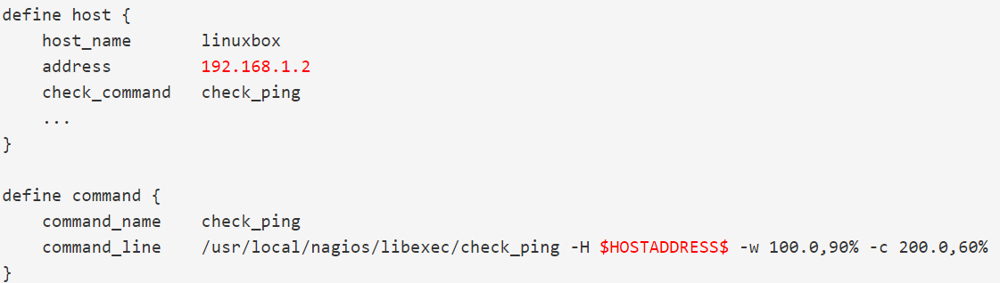 define host {
    host_name       linuxbox
    address         192.168.1.2
    check_command   check_ping
    ...
}

define command {
    command_name    check_ping
    command_line    /usr/local/nagios/libexec/check_ping -H $HOSTADDRESS$ -w 100.0,90% -c 200.0,60%
}